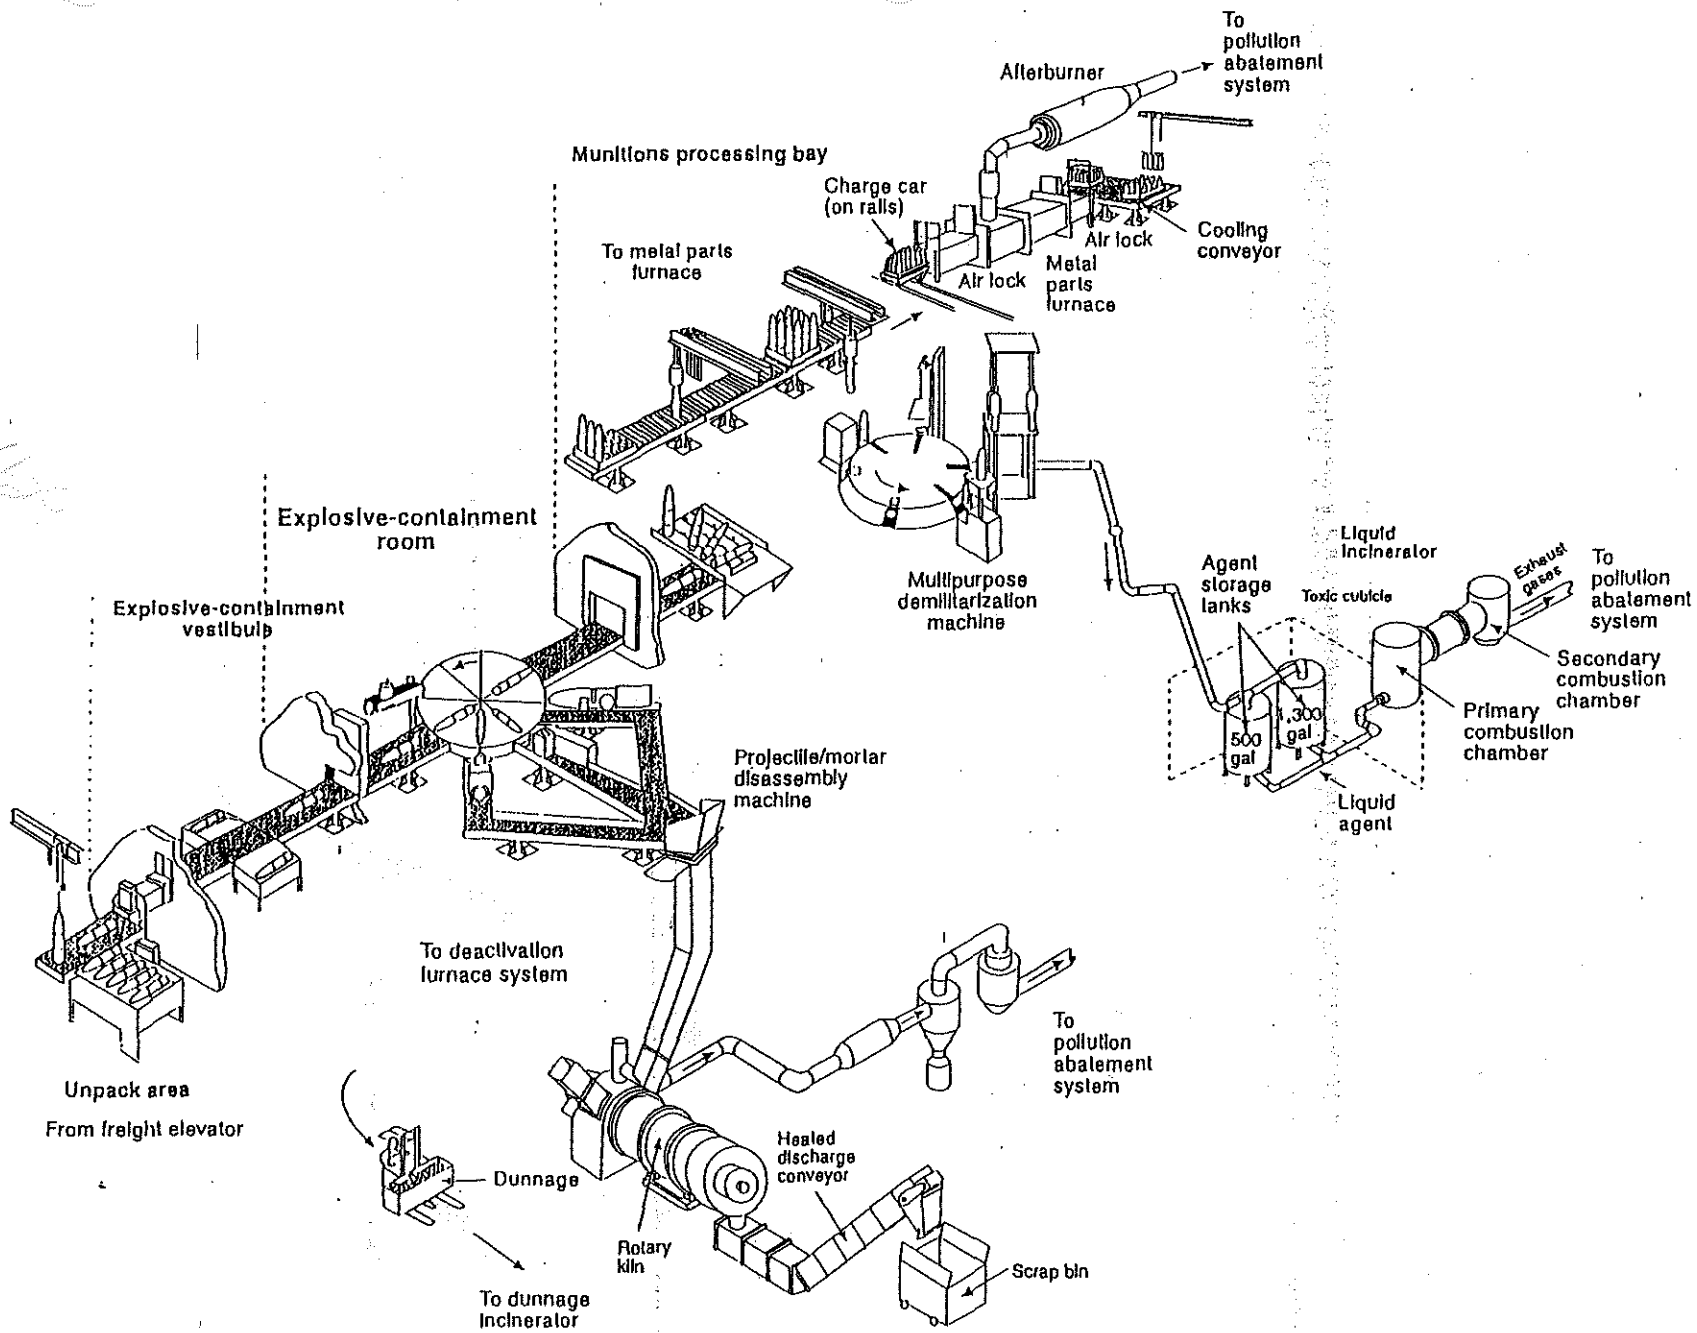 To
pollution
abatement
system
Afterburner
Munitions processing bay
Charge car
(on rails)
To metal parts
furnace
Air lock
Cooling
conveyor
Air lock
Metal
parts
furnace
Explosive-containment
room
Explosive-containment
vestibule
Multipurpose
demilitarization
machine
Agent
storage
tanks
Liquid
incinerator
Toxic cubicle
Exhaust
gases
To
pollution
abatement
system
Secondary
combustion
chamber
Primary
combustion
chamber
1,300
gal
500
gal
Liquid
agent
Projectile/mortar
disassembly
machine
To deactivation
furnace system
Unpack area
From freight elevator
To
pollution
abatement
system
Dunnage
Heated
discharge
conveyor
Rotary
kiln
Scrap bin
To dunnage
incinerator